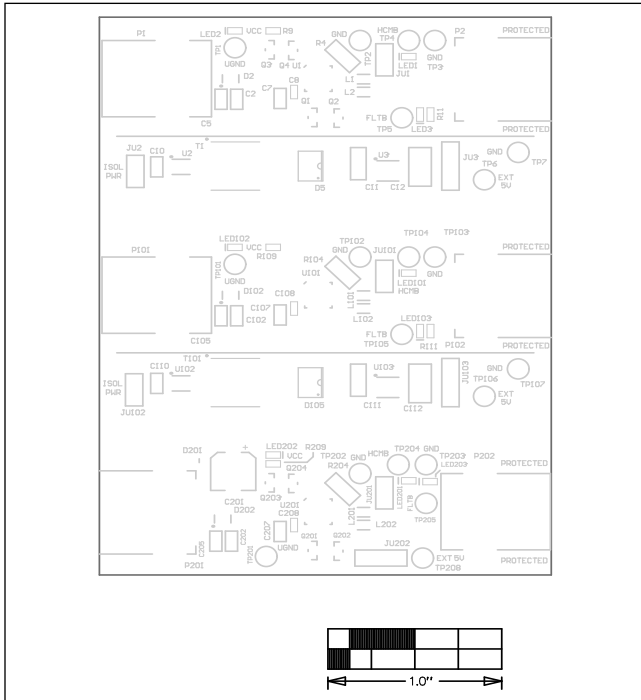 P1 LED2 VCC R9 GND HCMB P2 PROTECTED
TP1 UGND Q3 Q4 U1 R4 TP2 TP4 TP3
LED1
JU1
D2 C8 L1
C2 C7 L2
C5 Q1 Q2 FLTB R11
TP5 LED3 PROTECTED
JU2 C10 U2 T1 U3 JU3 GND
TP6 TP7
ISOL
PWR
D5 C11 C12 EXT
5V
TP104 TP103
P101 LED102 VCC TP102 JU101 PROTECTED
R109 GND
TP101 UGND R104 U101 GND
LED101
HCMB
D102 C108 L101
C107
C102 L102
C105 LED103
FLTB
TP105 R111 P102 PROTECTED
T101
C110 U102 U103 JU103 GND
ISOL
PWR
TP106 TP107
JU102 D105 C111 C112 EXT
5V
D201 + LED202 R209 HCMB TP204 GND
VCC TP202 GND TP203 P202
Q204 R204 LED203 PROTECTED
Q203 U201 JU201 LED201 FLTB
C201 C208 L201 TP205
D202
C205 C202 C207 L202
Q201 Q202 JU202
P201 TP201 UGND EXT 5V
TP208 PROTECTED
1.0"